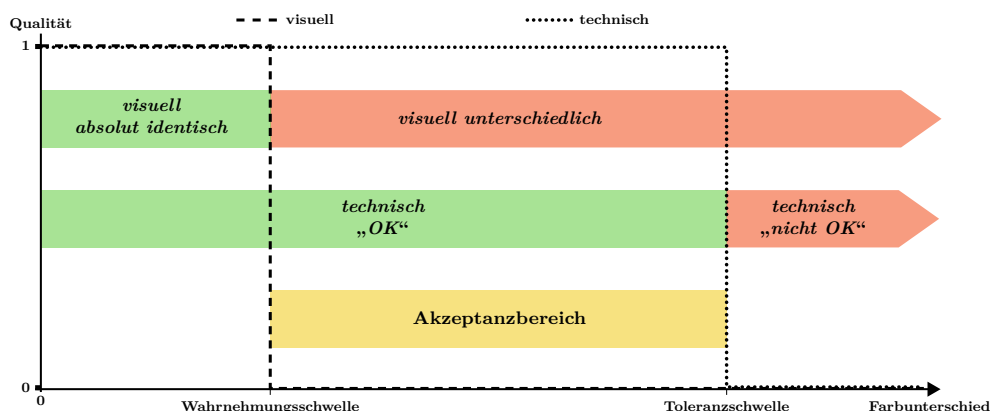 visuell
technisch
Qualität
1
visuell
absolut identisch
visuell unterschiedlich
technisch
„OK“
technisch
„nicht OK“
Akzeptanzbereich
0
0
Wahrnehmungsschwelle
Toleranzschwelle
Farbunterschied